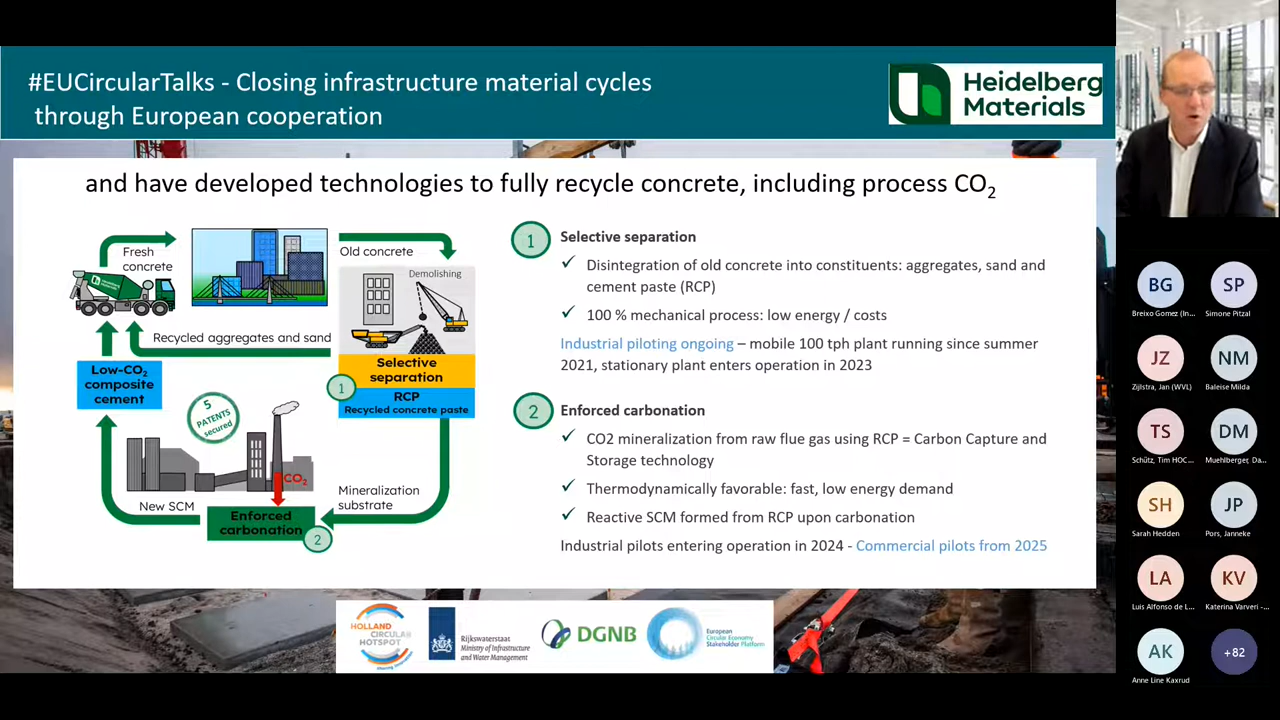 #EUCircularTalks - Closing infrastructure material cycles
through European cooperation
Heidelberg
Materials
and have developed technologies to fully recycle concrete, including process CO2
Fresh
concrete
Old concrete
Demolishing
Recycled aggregates and sand
Selective
separation
1
RCP
Recycled concrete paste
Low-CO2
composite
cement
5
PATENTS
secured
CO2
Mineralization
substrate
New SCM
Enforced
carbonation
2
1
Selective separation
✓ Disintegration of old concrete into constituents: aggregates, sand and
cement paste (RCP)
✓ 100 % mechanical process: low energy / costs
Industrial piloting ongoing – mobile 100 tph plant running since summer
2021, stationary plant enters operation in 2023
2
Enforced carbonation
✓ CO2 mineralization from raw flue gas using RCP = Carbon Capture and
Storage technology
✓ Thermodynamically favorable: fast, low energy demand
✓ Reactive SCM formed from RCP upon carbonation
Industrial pilots entering operation in 2024 - Commercial pilots from 2025
HOLLAND
CIRCULAR
HOTSPOT
Rijkswaterstaat
Ministry of Infrastructure
and Water Management
DGNB
European
Circular Economy
Stakeholder Platform
BG
Breixo Gomez (In...
SP
Simone Pitzal
JZ
Zijlstra, Jan (WVL)
NM
Baleise Milda
TS
Schütz, Tim HOC...
DM
Muehlberger, Da...
SH
Sarah Hedden
JP
Pors, Janneke
LA
Luis Alfonso de L...
KV
Katerina Varveri -...
AK
Anne Line Kaxrud
+82